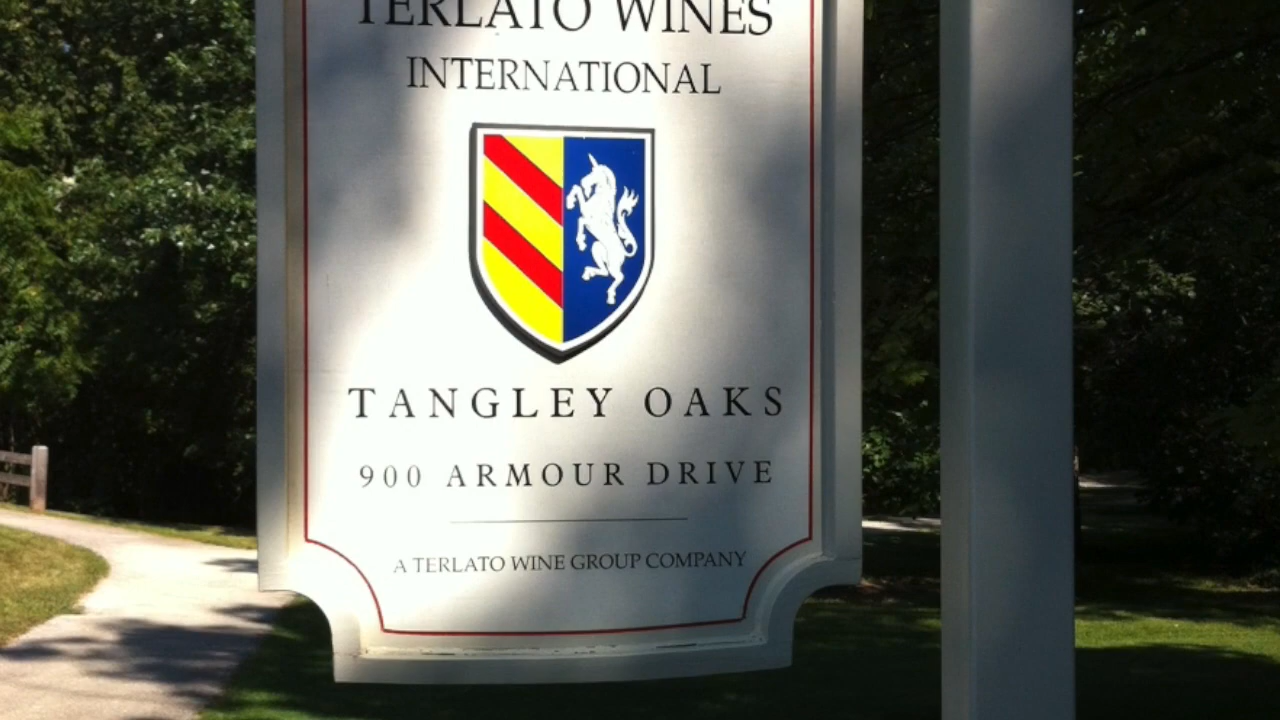 TERLATO WINES
INTERNATIONAL
TANGLEY OAKS
900 ARMOUR DRIVE
A TERLATO WINE GROUP COMPANY